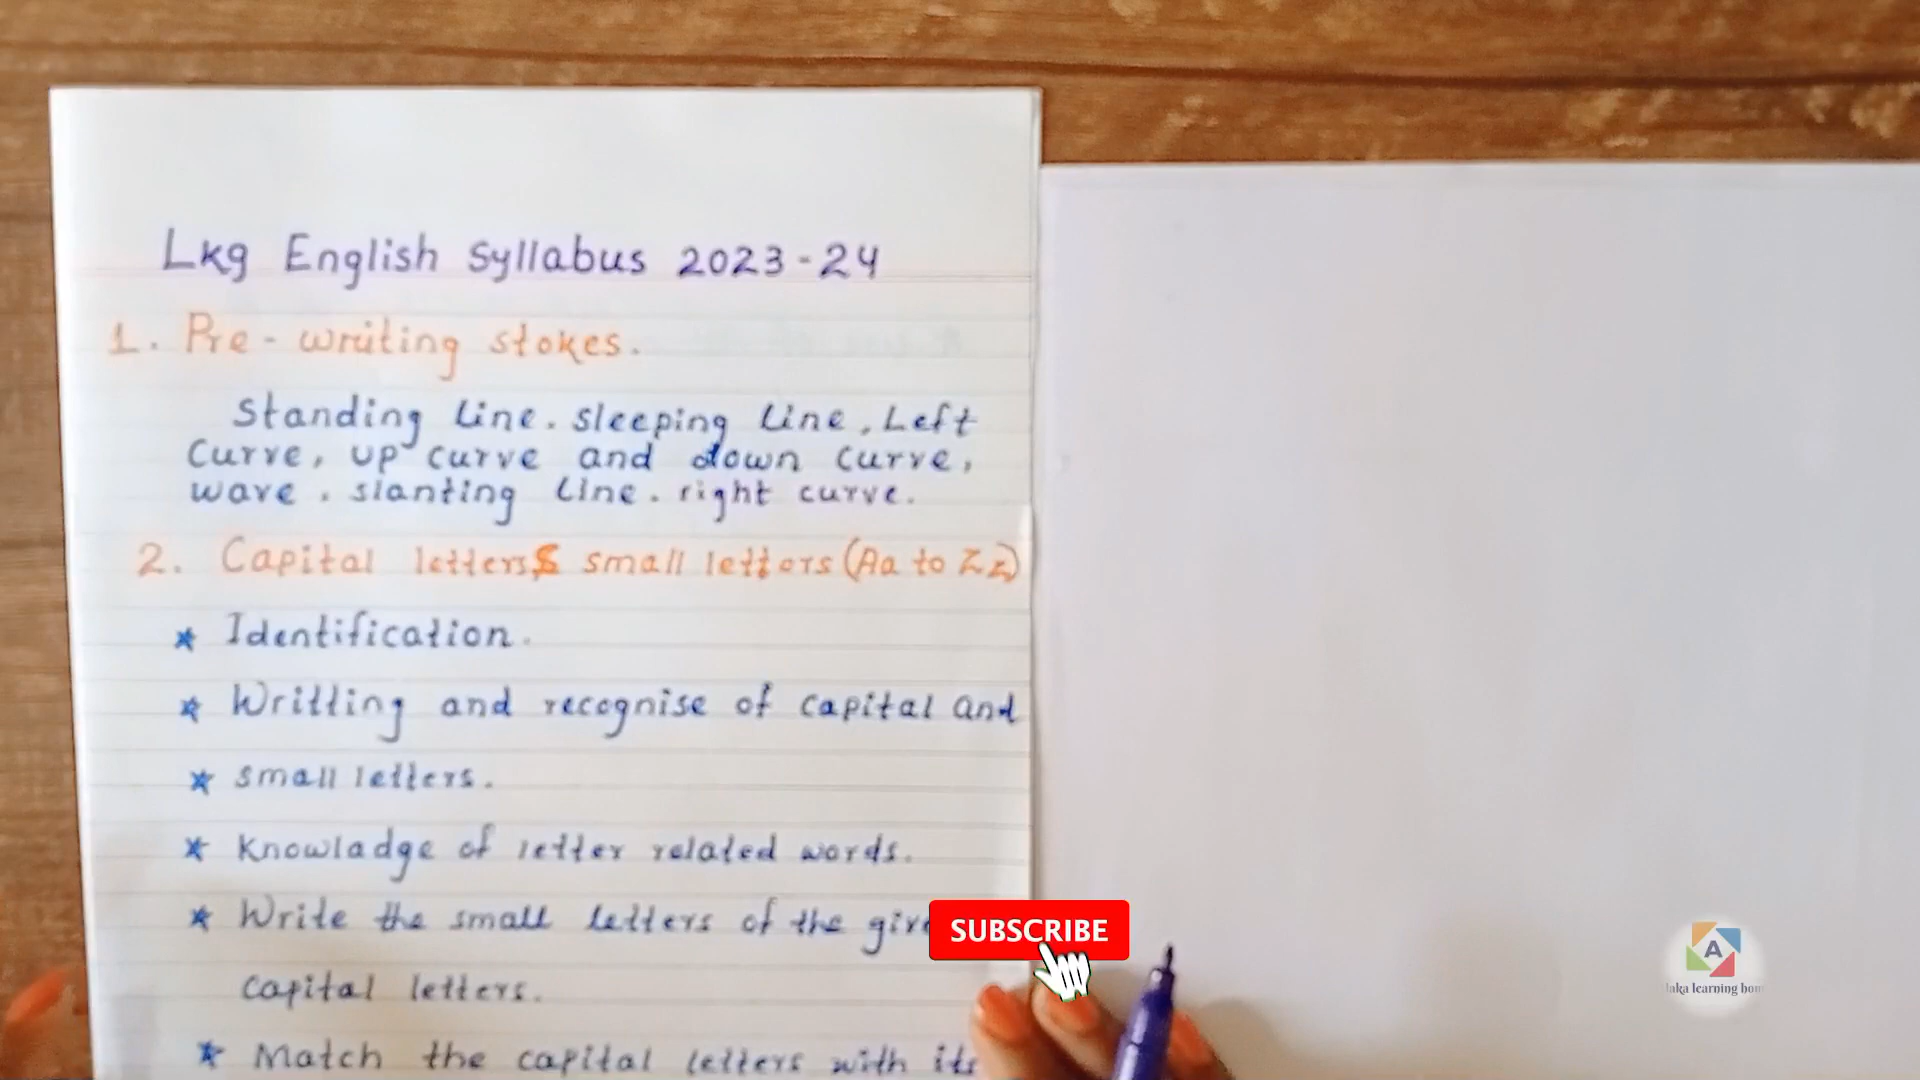 Lkg English Syllabus 2023-24
1. Pre-writing stokes.
Standing line. sleeping line, Left
Curve, up curve and down curve,
wave. slanting line. right curve.
2. Capital letters & small letters (Aa to Zz)
* Identification.
* Writting and recognise of capital and
* small letters.
* Knowladge of letter related words.
* Write the small letters of the
capital letters.
* Match the capital letters with its
SUBSCRIBE
A
learning